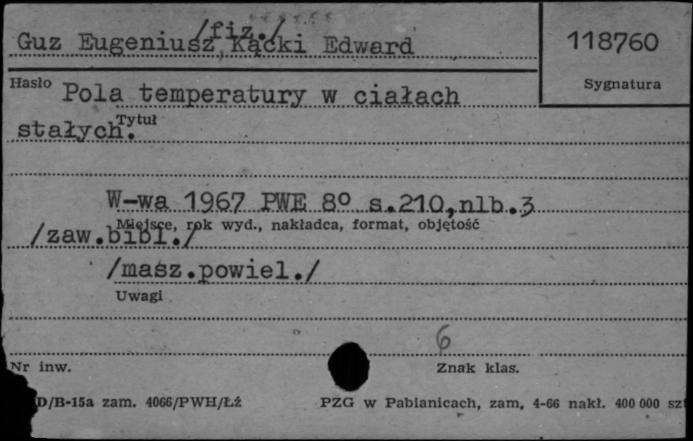 /fiz./
Guz Eugeniusz, Kącki Edward
118760
Hasło
Sygnatura
Pola temperatury w ciałach
Tytuł
stałych.
W-wa 1967 PWE 8° s.210,nlb.3
Miejsce, rok wyd., nakładca, format, objętość
/zaw.bibl./
/masz.powiel./
Uwagi
6
Nr inw.
Znak klas.
D/B-15a zam. 4066/PWH/Łż
PZG w Pabianicach, zam, 4-66 nakł. 400 000 szt